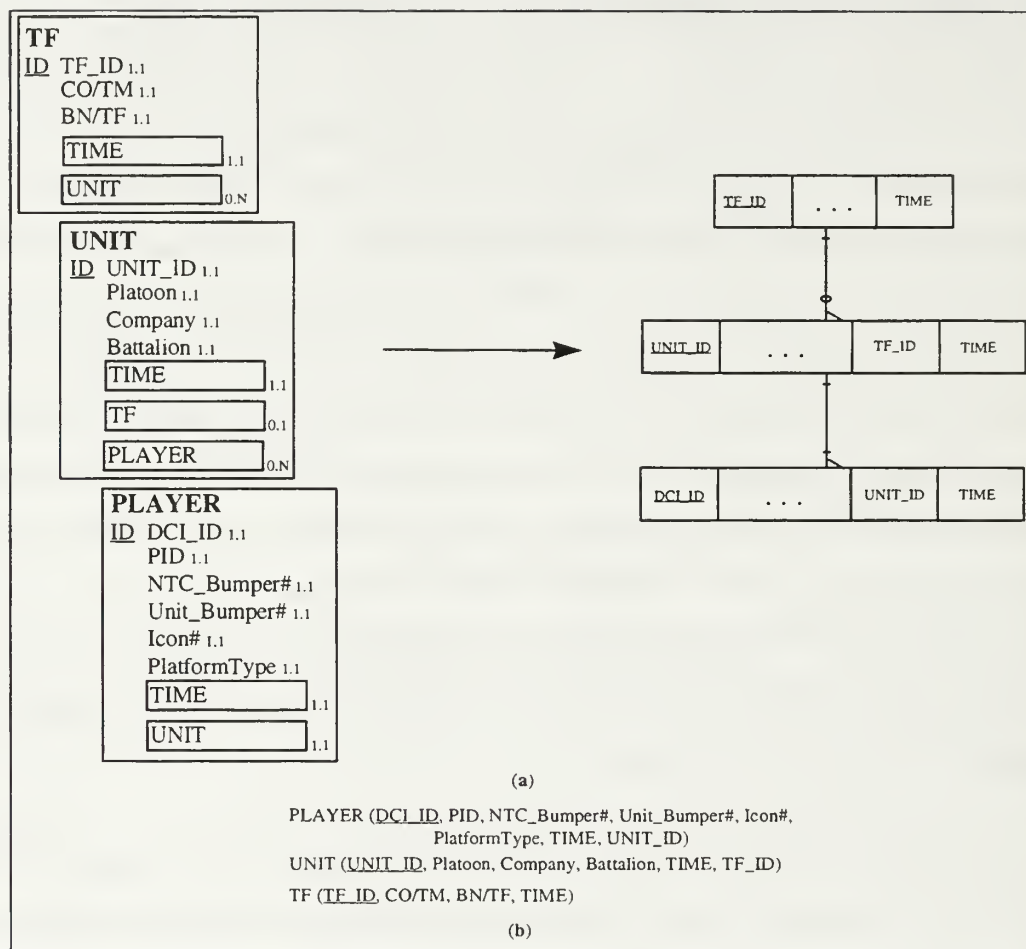 TF
ID TF_ID 1.1
CO/TM 1.1
BN/TF 1.1
TIME 1.1
UNIT 0.N
UNIT
ID UNIT_ID 1.1
Platoon 1.1
Company 1.1
Battalion 1.1
TIME 1.1
TF 0.1
PLAYER 0.N
PLAYER
ID DCI_ID 1.1
PID 1.1
NTC_Bumper# 1.1
Unit_Bumper# 1.1
Icon# 1.1
PlatformType 1.1
TIME 1.1
UNIT 1.1
TF_ID . . . TIME
UNIT_ID . . . TF_ID TIME
DCI_ID . . . UNIT_ID TIME
(a)
PLAYER (DCI_ID, PID, NTC_Bumper#, Unit_Bumper#, Icon#,
PlatformType, TIME, UNIT_ID)
UNIT (UNIT_ID, Platoon, Company, Battalion, TIME, TF_ID)
TF (TF_ID, CO/TM, BN/TF, TIME)
(b)